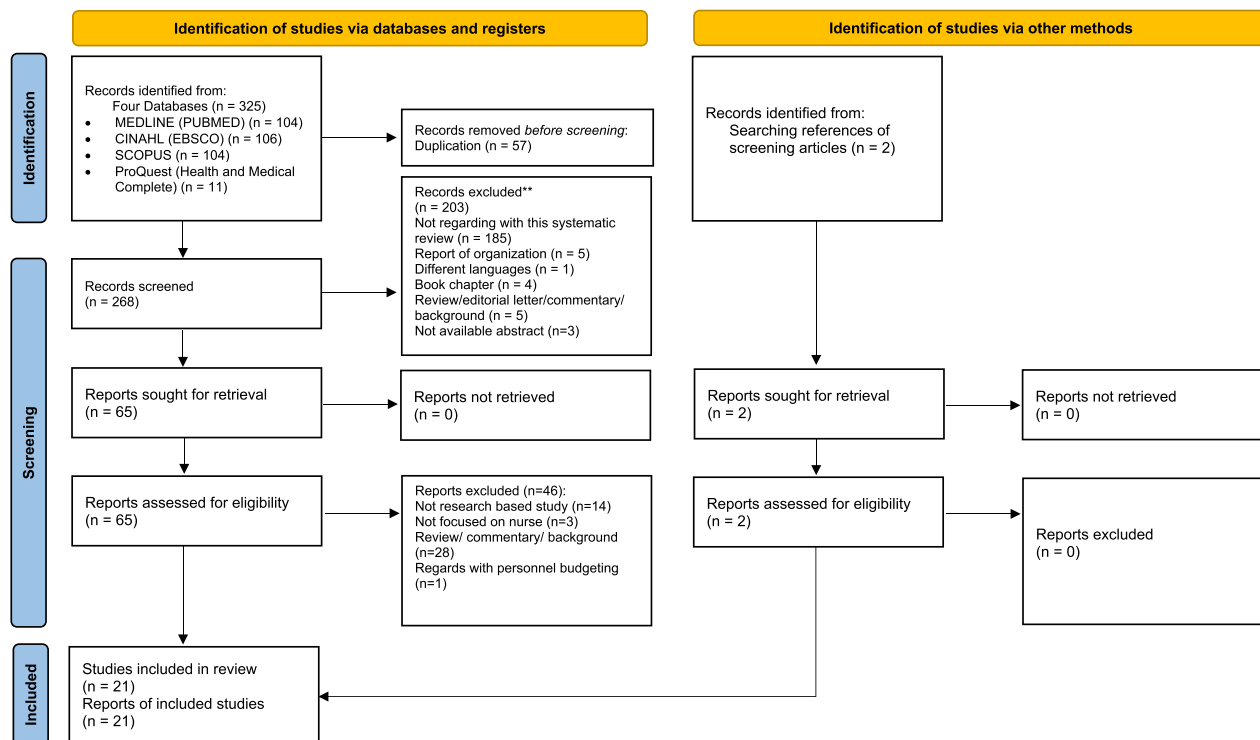 Identification of studies via databases and registers
Identification of studies via other methods
Identification
Records identified from:
Four Databases (n = 325)
• MEDLINE (PUBMED) (n = 104)
• CINAHL (EBSCO) (n = 106)
• SCOPUS (n = 104)
• ProQuest (Health and Medical
Complete) (n = 11)
Records removed before screening:
Duplication (n = 57)
Records identified from:
Searching references of
screening articles (n = 2)
Screening
Records screened
(n = 268)
Records excluded**
(n = 203)
Not regarding with this systematic
review (n = 185)
Report of organization (n = 5)
Different languages (n = 1)
Book chapter (n = 4)
Review/editorial letter/commentary/
background (n = 5)
Not available abstract (n=3)
Reports sought for retrieval
(n = 65)
Reports not retrieved
(n = 0)
Reports sought for retrieval
(n = 2)
Reports not retrieved
(n = 0)
Reports assessed for eligibility
(n = 65)
Reports excluded (n=46):
Not research based study (n=14)
Not focused on nurse (n=3)
Review/ commentary/ background
(n=28)
Regards with personnel budgeting
(n=1)
Reports assessed for eligibility
(n = 2)
Reports excluded
(n = 0)
Included
Studies included in review
(n = 21)
Reports of included studies
(n = 21)